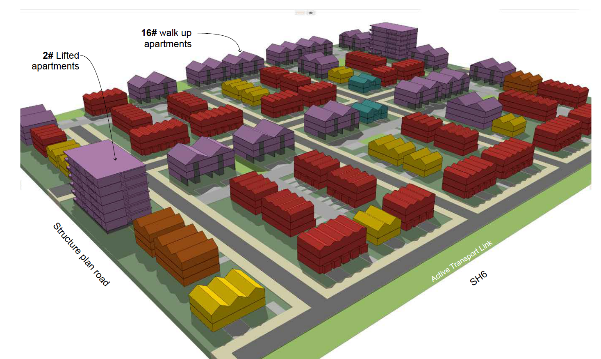 16# walk up
apartments
2# Lifted
apartments
Structure plan road
Active Transport Link
SH6